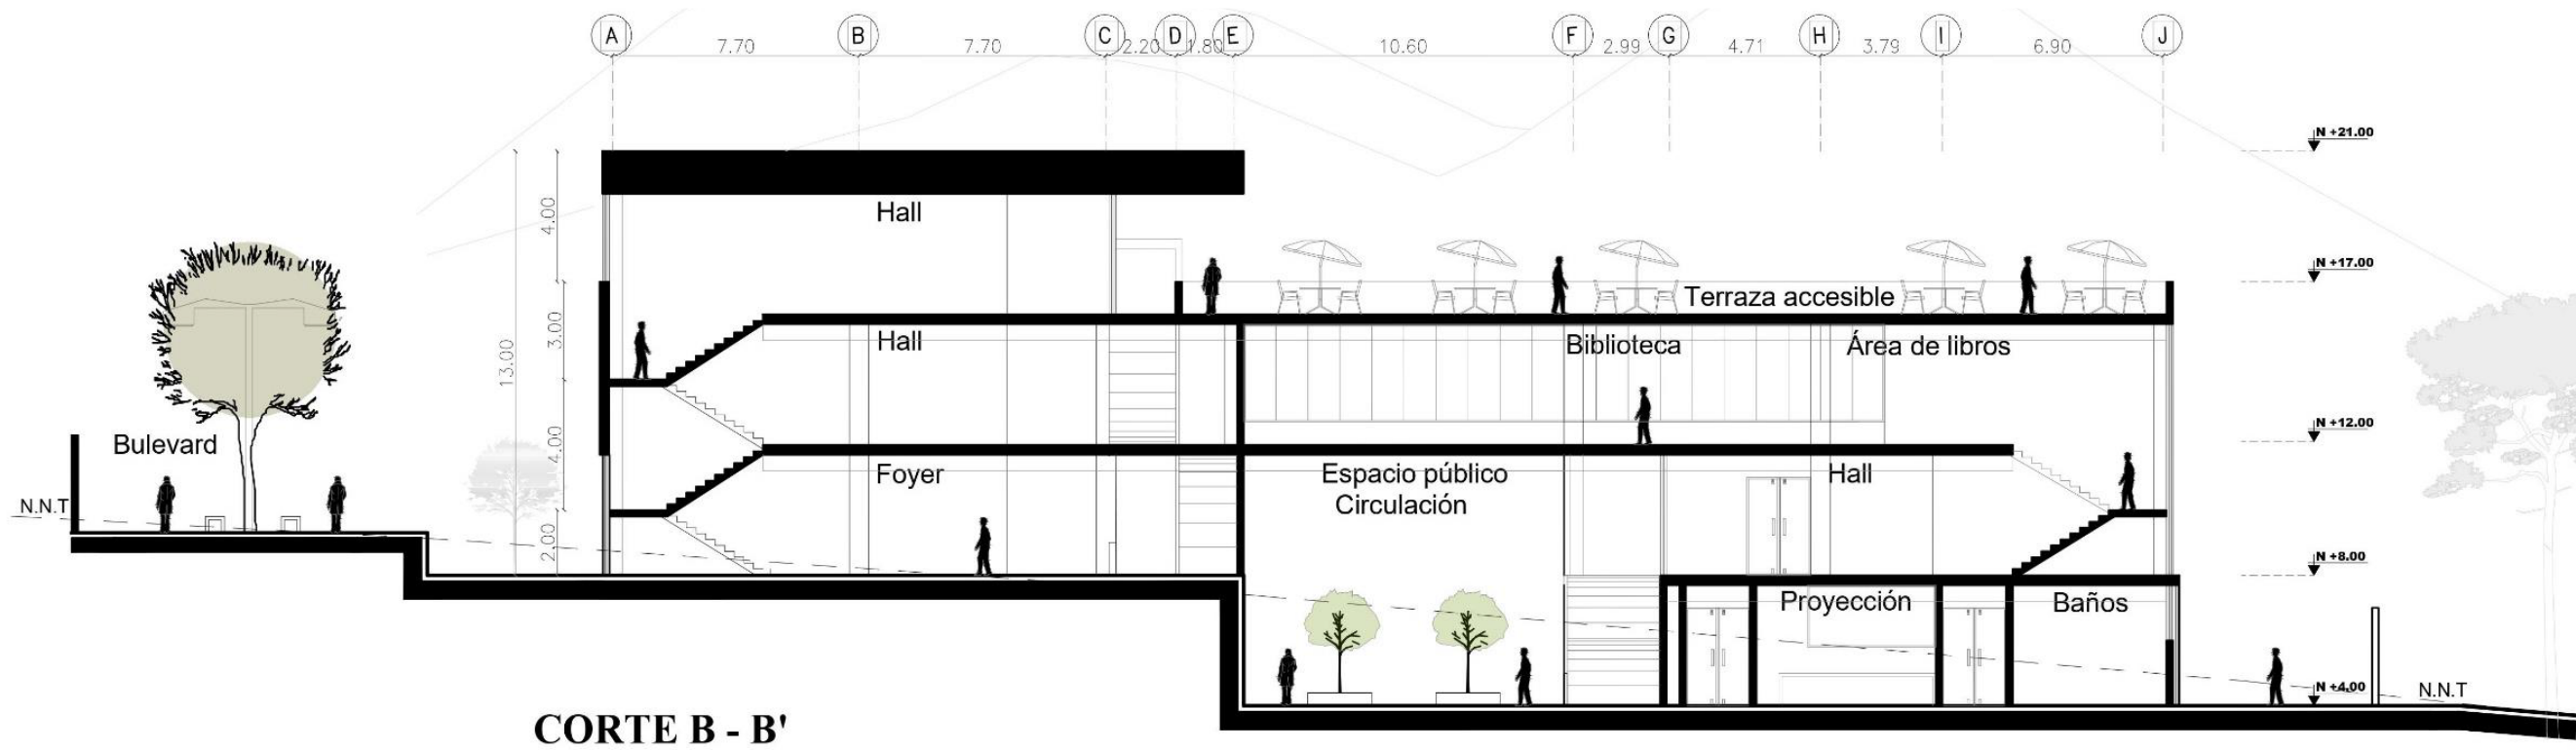 A B C D E F G H I J
7.70 7.70 2.20 1.80 10.60 2.99 4.71 3.79 6.90
N +21.00
Hall
4.00
N +17.00
Terraza accesible
3.00
13.00
Hall
Biblioteca
Área de libros
N +12.00
Bulevard
4.00
Foyer
Espacio público
Circulación
Hall
N.N.T
2.00
N +8.00
Proyección
Baños
N +4.00
N.N.T
CORTE B - B'